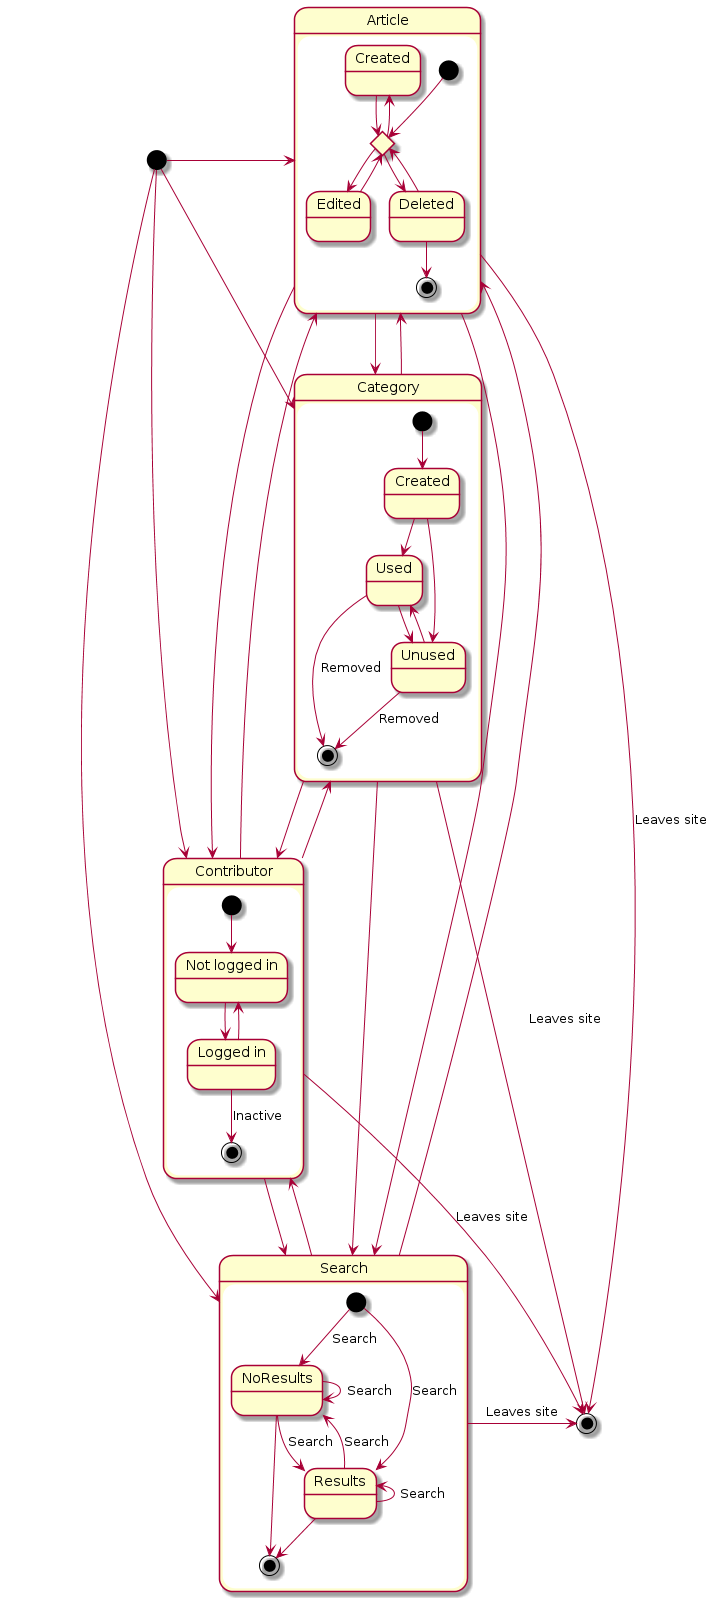 Article
Created
Edited
Deleted
Category
Created
Used
Unused
Removed
Removed
Leaves site
Contributor
Not logged in
Leaves site
Logged in
Inactive
Leaves site
Search
Search
NoResults
Search
Search
Leaves site
Search
Search
Results
Search